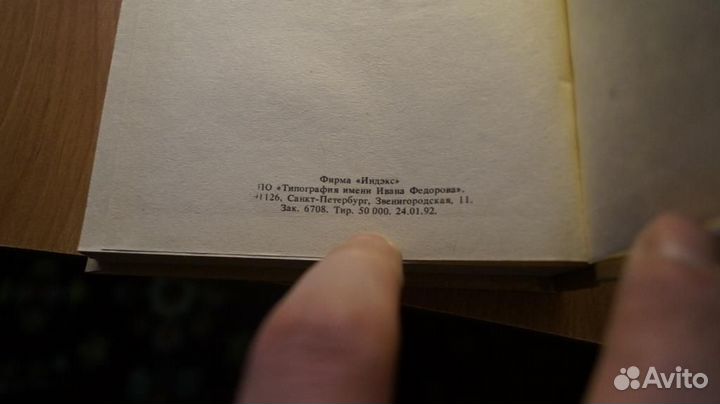 Фирма «Индэкс»
ПО «Типография имени Ивана Федорова».
91126, Санкт-Петербург, Звенигородская, 11.
Зак. 6708. Тир. 50 000. 24.01.92.
Avito